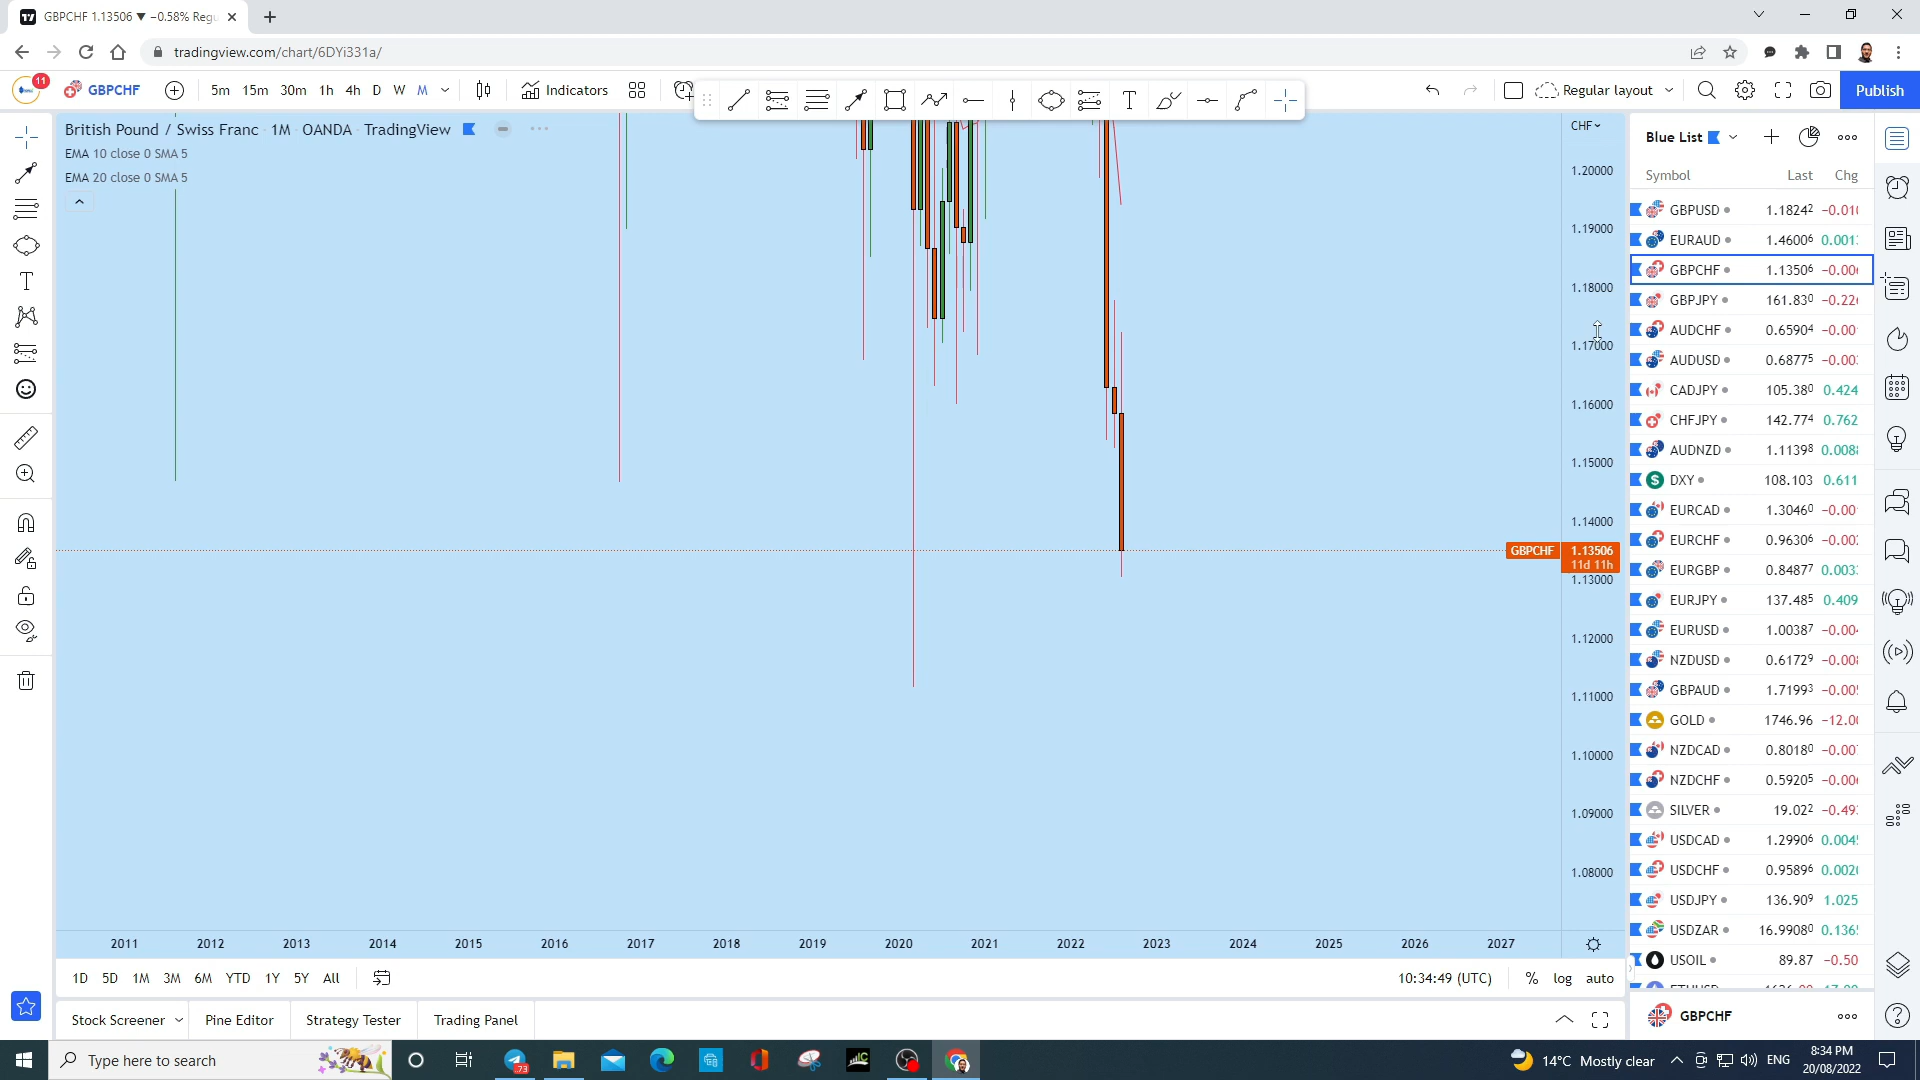 GBPCHF 1.13506 ▼ −0.58% Regu
tradingview.com/chart/6DYi331a/
11
GBPCHF
5m 15m 30m 1h 4h D W M
Indicators
Regular layout
Publish
British Pound / Swiss Franc 1M OANDA TradingView
EMA 10 close 0 SMA 5
EMA 20 close 0 SMA 5
CHF
1.20000
1.19000
1.18000
1.17000
1.16000
1.15000
1.14000
GBPCHF 1.13506
11d 11h
1.13000
1.12000
1.11000
1.10000
1.09000
1.08000
2011 2012 2013 2014 2015 2016 2017 2018 2019 2020 2021 2022 2023 2024 2025 2026 2027
1D 5D 1M 3M 6M YTD 1Y 5Y All
10:34:49 (UTC) % log auto
Stock Screener Pine Editor Strategy Tester Trading Panel
Blue List
Symbol Last Chg
GBPUSD 1.18242
EURAUD 1.46006
GBPCHF 1.13506
GBPJPY 161.830
AUDCHF 0.65904
AUDUSD 0.68775
CADJPY 105.380 0.424
CHFJPY 142.774 0.762
AUDNZD 1.11398
DXY 108.103 0.611
EURCAD 1.30460
EURCHF 0.96306
EURGBP 0.84877
EURJPY 137.485 0.409
EURUSD 1.00387
NZDUSD 0.61729
GBPAUD 1.71993
GOLD 1746.96
NZDCAD 0.80180
NZDCHF 0.59205
SILVER 19.022
USDCAD 1.29906
USDCHF 0.95896
USDJPY 136.909 1.025
USDZAR 16.99080
USOIL 89.87 −0.50
GBPCHF
Type here to search
73
14°C Mostly clear
ENG
8:34 PM
20/08/2022